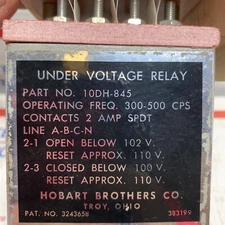 UNDER VOLTAGE RELAY
PART NO. 10DH-845
OPERATING FREQ. 300-500 CPS
CONTACTS 2 AMP SPDT
LINE A-B-C-N
2-1 OPEN BELOW 102 V.
RESET APPROX. 110 V.
2-3 CLOSED BELOW 100 V.
RESET APPROX. 110 V.
HOBART BROTHERS CO.
TROY, OHIO
PAT. NO. 3243658 383199